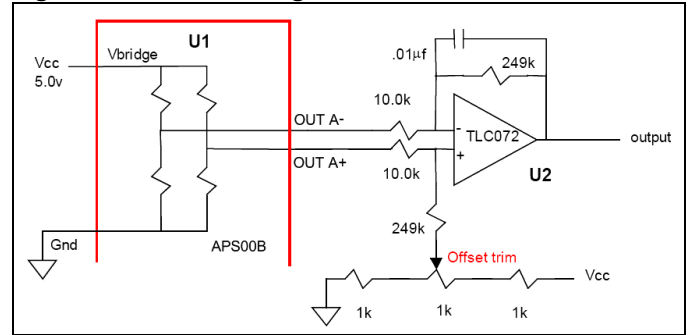 U1
Vbridge
Vcc
5.0v
.01µf
249k
10.0k
OUT A-
-
TLC072
+
output
OUT A+
10.0k
U2
249k
Gnd
APS00B
Offset trim
Vcc
1k
1k
1k